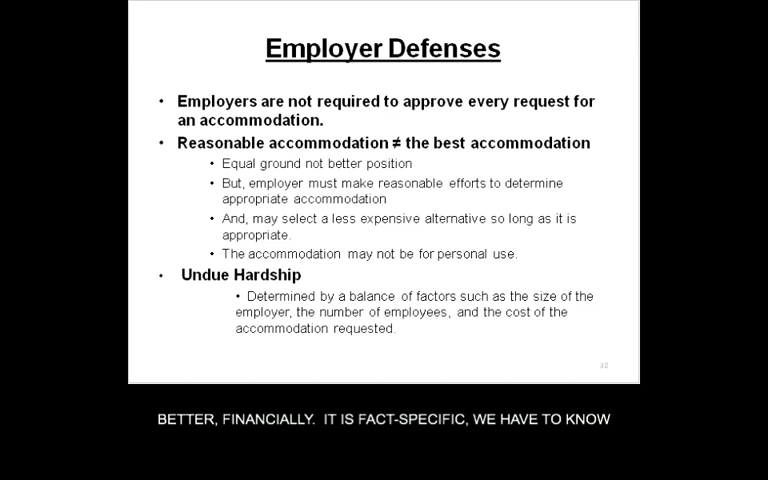 Employer Defenses
• Employers are not required to approve every request for
an accommodation.
• Reasonable accommodation ≠ the best accommodation
• Equal ground not better position
• But, employer must make reasonable efforts to determine
appropriate accommodation
• And, may select a less expensive alternative so long as it is
appropriate.
• The accommodation may not be for personal use.
• Undue Hardship
• Determined by a balance of factors such as the size of the
employer, the number of employees, and the cost of the
accommodation requested.
32
BETTER, FINANCIALLY. IT IS FACT-SPECIFIC, WE HAVE TO KNOW